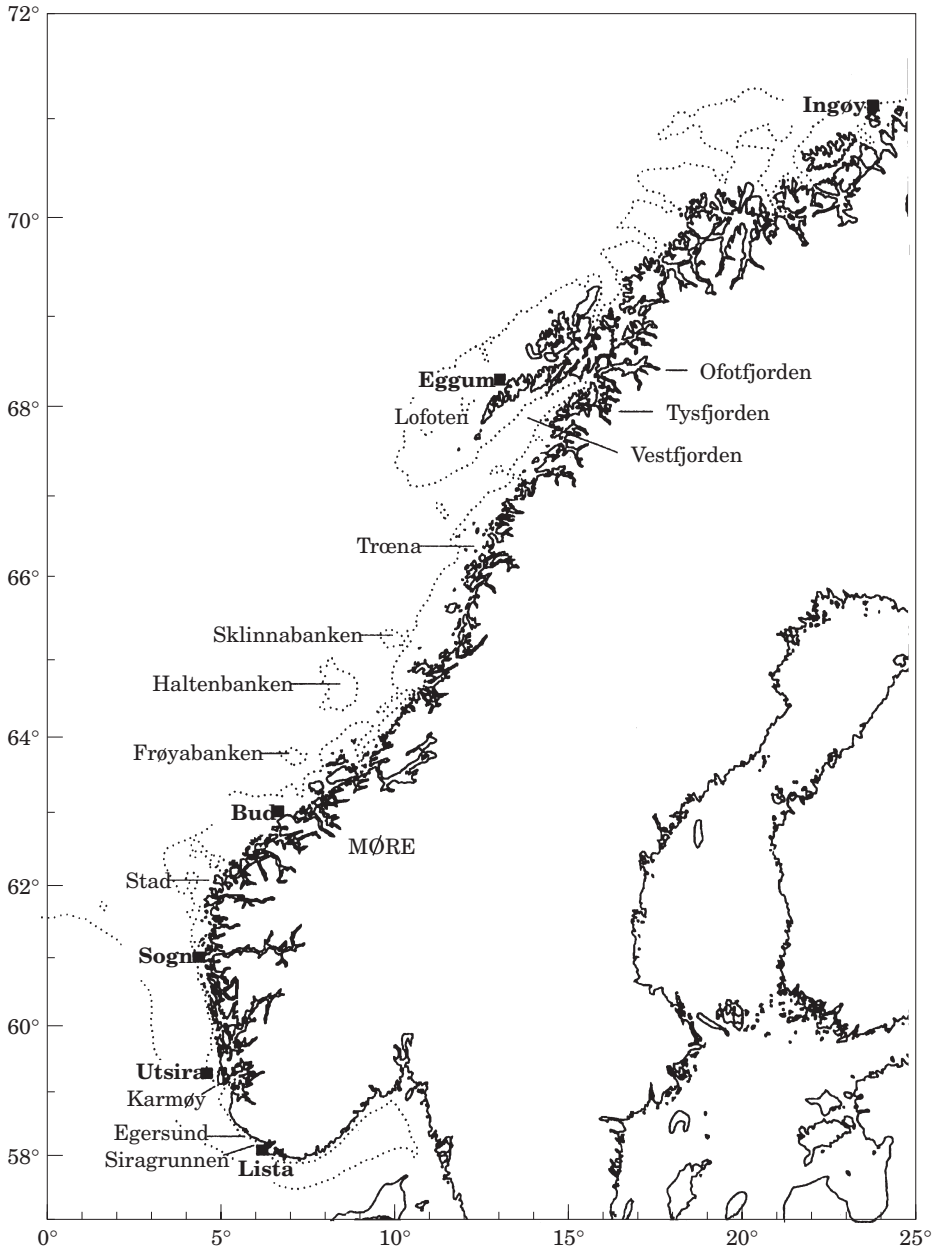 72°
Ingøy
70°
Ofotfjorden
Eggum
68°
Lofoten
Tysfjorden
Vestfjorden
Trœna
66°
Sklinnabanken
Haltenbanken
64°
Frøyabanken
Bud
MØRE
Stad
62°
Sogn
60°
Utsira
Karmøy
Egersund
Siragrunnen
58°
Lista
0° 5° 10° 15° 20° 25°